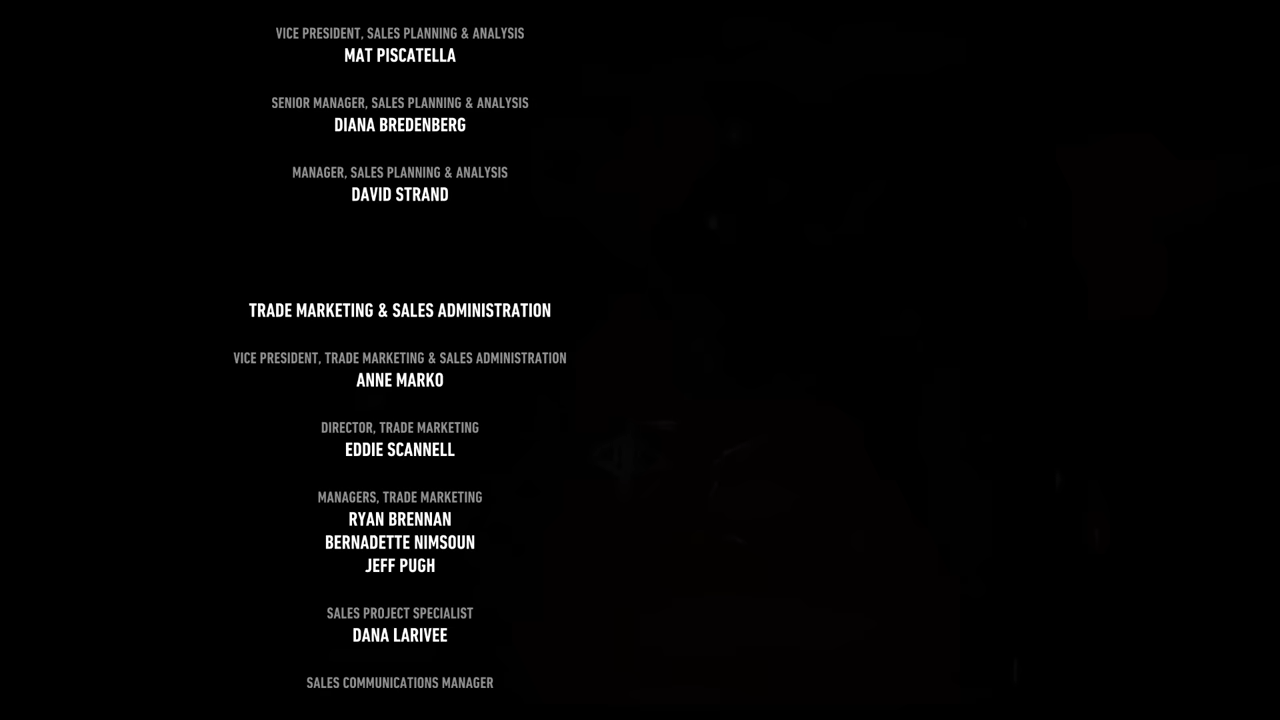 VICE PRESIDENT, SALES PLANNING & ANALYSIS
MAT PISCATELLA
SENIOR MANAGER, SALES PLANNING & ANALYSIS
DIANA BREDENBERG
MANAGER, SALES PLANNING & ANALYSIS
DAVID STRAND
TRADE MARKETING & SALES ADMINISTRATION
VICE PRESIDENT, TRADE MARKETING & SALES ADMINISTRATION
ANNE MARKO
DIRECTOR, TRADE MARKETING
EDDIE SCANNELL
MANAGERS, TRADE MARKETING
RYAN BRENNAN
BERNADETTE NIMSOUN
JEFF PUGH
SALES PROJECT SPECIALIST
DANA LARIVEE
SALES COMMUNICATIONS MANAGER